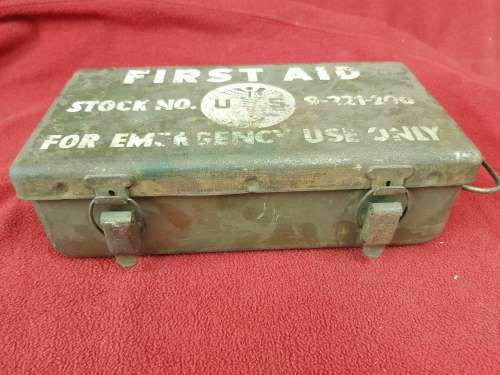 FIRST AID
STOCK NO. U S 9-221-200
FOR EMERGENCY USE ONLY